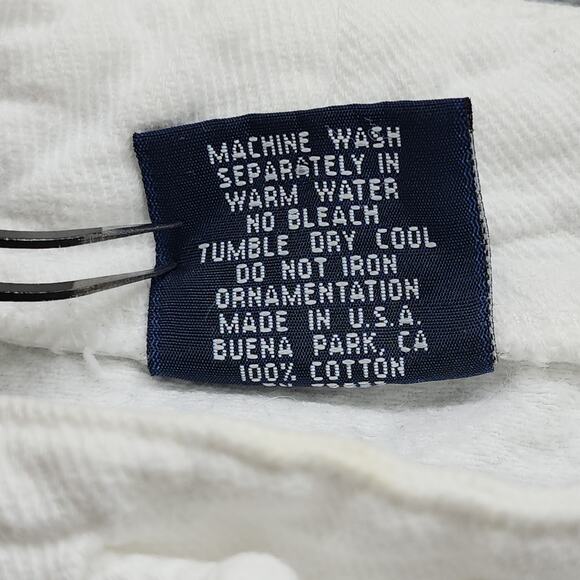 MACHINE WASH
SEPARATELY IN
WARM WATER
NO BLEACH
TUMBLE DRY COOL
DO NOT IRON
ORNAMENTATION
MADE IN U.S.A.
BUENA PARK, CA
100% COTTON